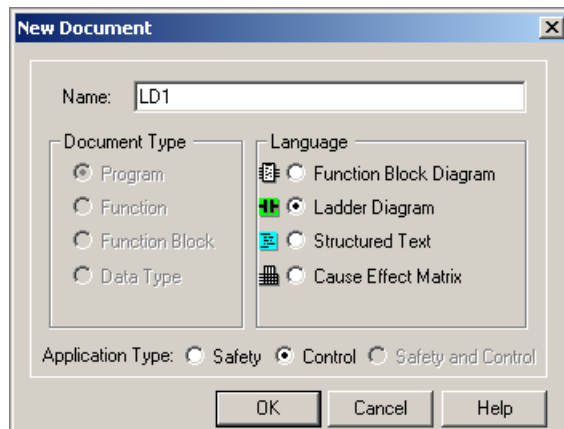 New Document
Name: LD1
Document Type
Program
Function
Function Block
Data Type
Language
Function Block Diagram
Ladder Diagram
Structured Text
Cause Effect Matrix
Application Type: Safety Control Safety and Control
OK Cancel Help